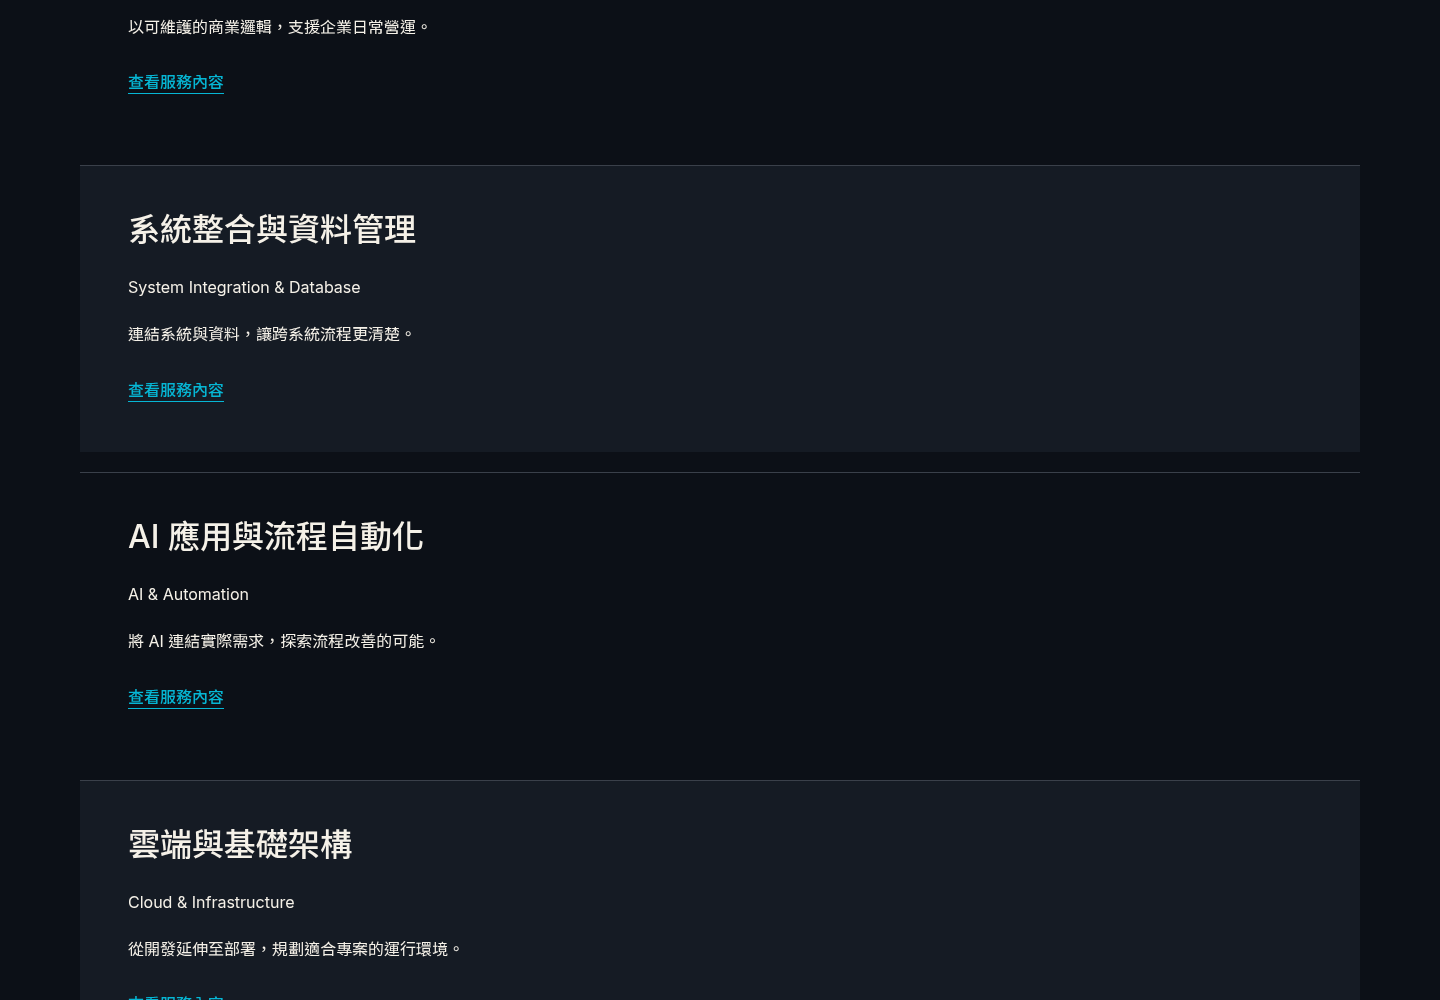 以可維護的商業邏輯，支援企業日常營運。
查看服務內容
系統整合與資料管理
System Integration & Database
連結系統與資料，讓跨系統流程更清楚。
查看服務內容
AI 應用與流程自動化
AI & Automation
將 AI 連結實際需求，探索流程改善的可能。
查看服務內容
雲端與基礎架構
Cloud & Infrastructure
從開發延伸至部署，規劃適合專案的運行環境。